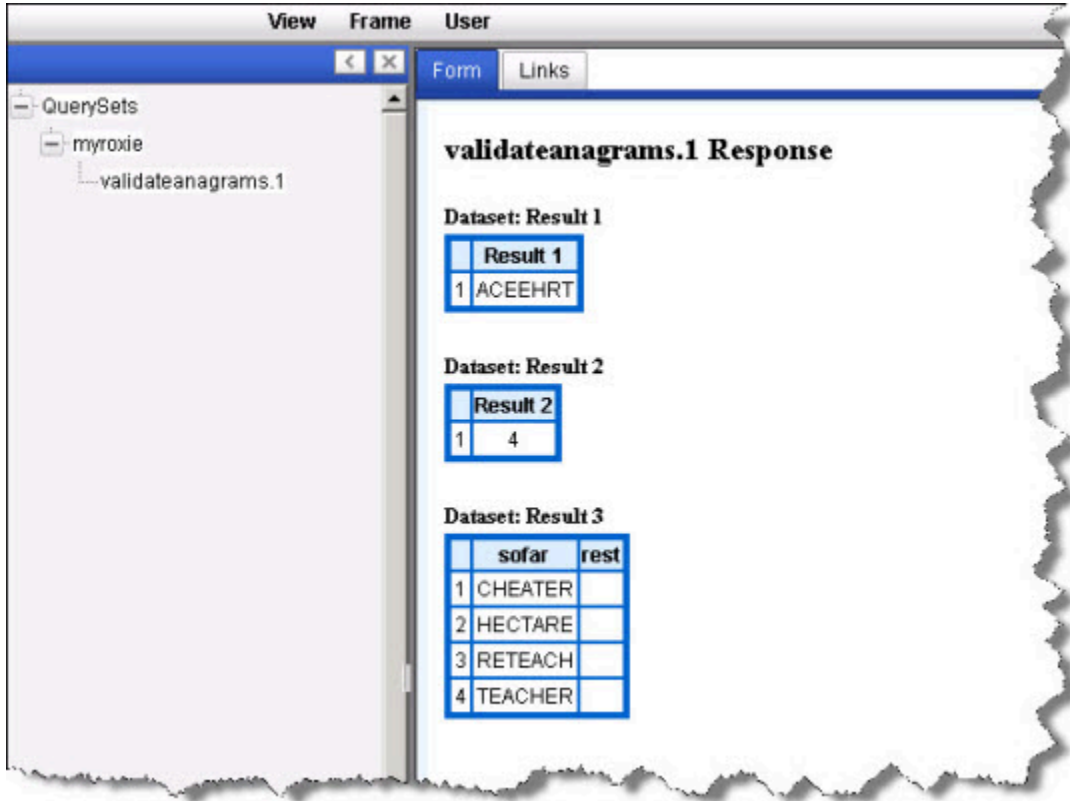 View Frame User
Form Links
QuerySets
myroxie
validateanagrams.1
validateanagrams.1 Response
Dataset: Result 1
Result 1
1 ACEEHRT
Dataset: Result 2
Result 2
1 4
Dataset: Result 3
sofar rest
1 CHEATER
2 HECTARE
3 RETEACH
4 TEACHER